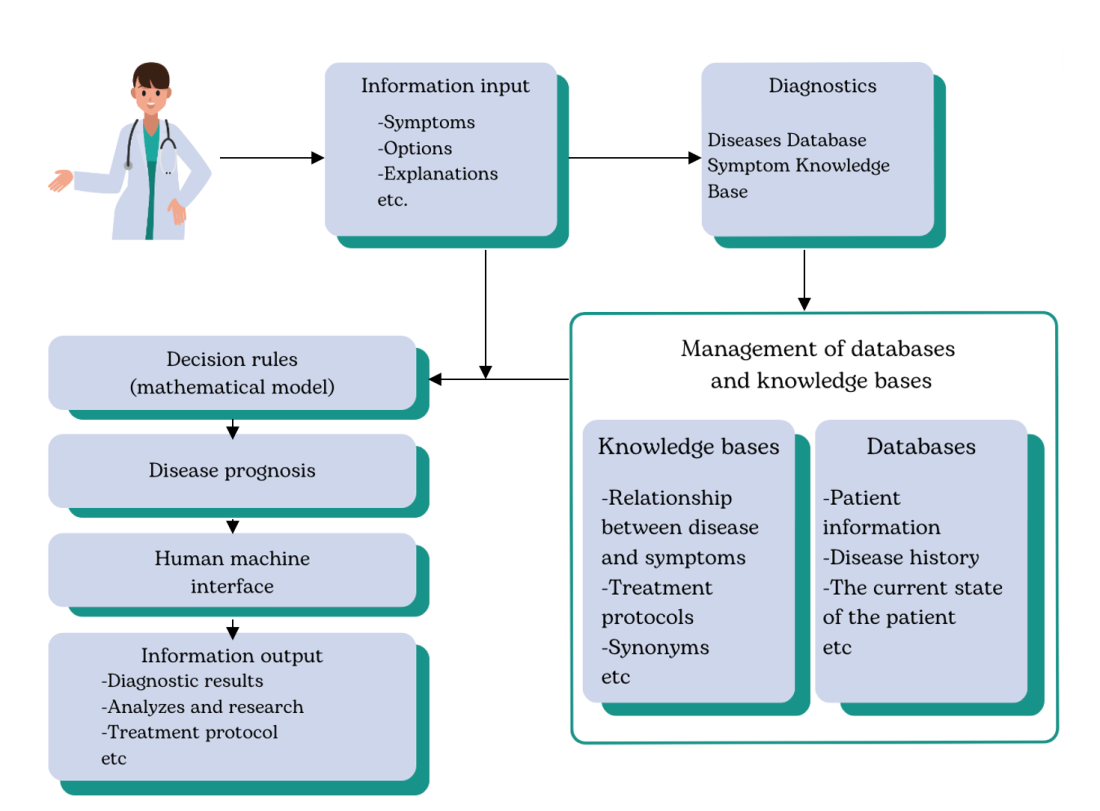 Information input
-Symptoms
-Options
-Explanations
etc.
Diagnostics
Diseases Database
Symptom Knowledge
Base
Management of databases
and knowledge bases
Knowledge bases
-Relationship
between disease
and symptoms
-Treatment
protocols
-Synonyms
etc
Databases
-Patient
information
-Disease history
-The current state
of the patient
etc
Decision rules
(mathematical model)
Disease prognosis
Human machine
interface
Information output
-Diagnostic results
-Analyzes and research
-Treatment protocol
etc